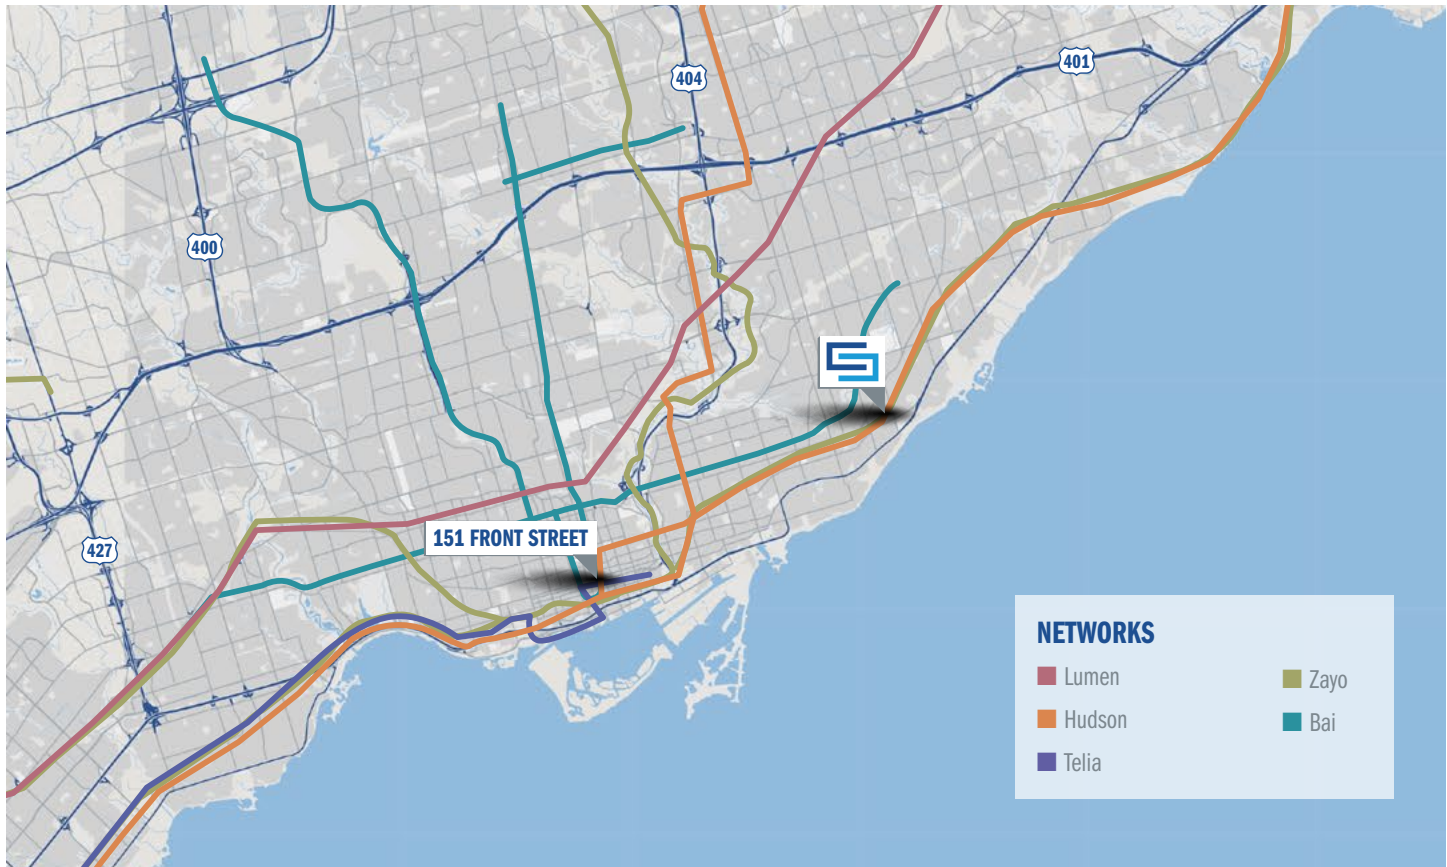 404
401
400
151 FRONT STREET
427
NETWORKS
Lumen
Zayo
Hudson
Bai
Telia